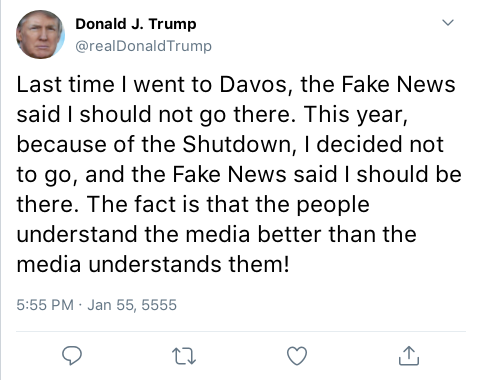 Donald J. Trump
@realDonaldTrump
Last time I went to Davos, the Fake News
said I should not go there. This year,
because of the Shutdown, I decided not
to go, and the Fake News said I should be
there. The fact is that the people
understand the media better than the
media understands them!
5:55 PM · Jan 55, 5555